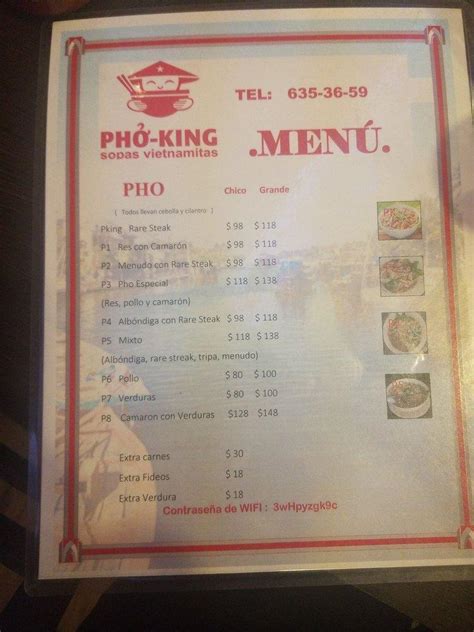 TEL: 635-36-59
PHỞ-KING
sopas vietnamitas
.MENÚ.
PHO Chico Grande
( Todos llevan cebolla y cilantro )
Pking Rare Steak $ 98 $ 118
P1 Res con Camarón $ 98 $ 118
P2 Menudo con Rare Steak $ 98 $ 118
P3 Pho Especial $ 118 $ 138
(Res, pollo y camarón)
P4 Albóndiga con Rare Steak $ 98 $ 118
P5 Mixto $ 118 $ 138
(Albóndiga, rare streak, tripa, menudo)
P6 Pollo $ 80 $ 100
P7 Verduras $ 80 $ 100
P8 Camaron con Verduras $128 $148
Extra carnes $ 30
Extra Fideos $ 18
Extra Verdura $ 18
Contraseña de WIFI : 3wHpyzgk9c